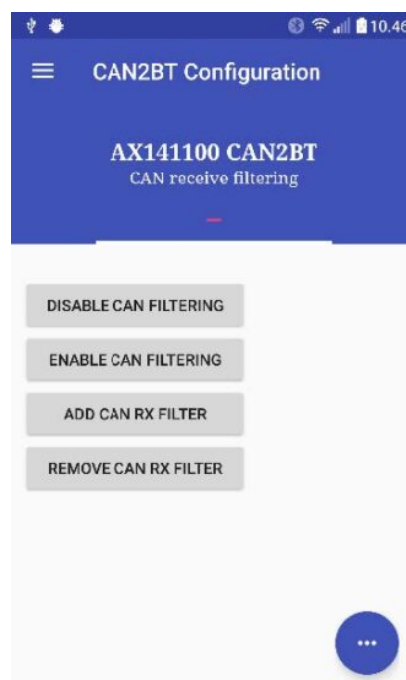 10.46
CAN2BT Configuration
AX141100 CAN2BT
CAN receive filtering
DISABLE CAN FILTERING
ENABLE CAN FILTERING
ADD CAN RX FILTER
REMOVE CAN RX FILTER